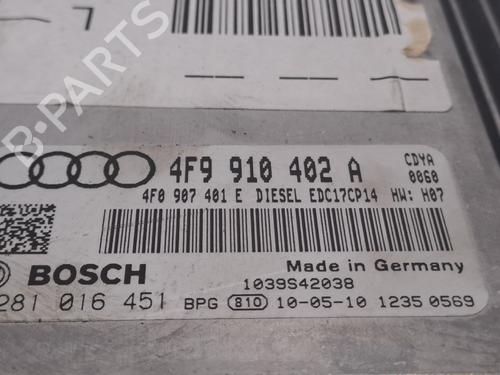 7
B-PARTS
4F9 910 402 A
CDYA
0060
4F0 907 401 E DIESEL EDC17CP14 HW: H07
BOSCH
Made in Germany
1039S42038
281 016 451 BPG 810 10-05-10 1235 0569